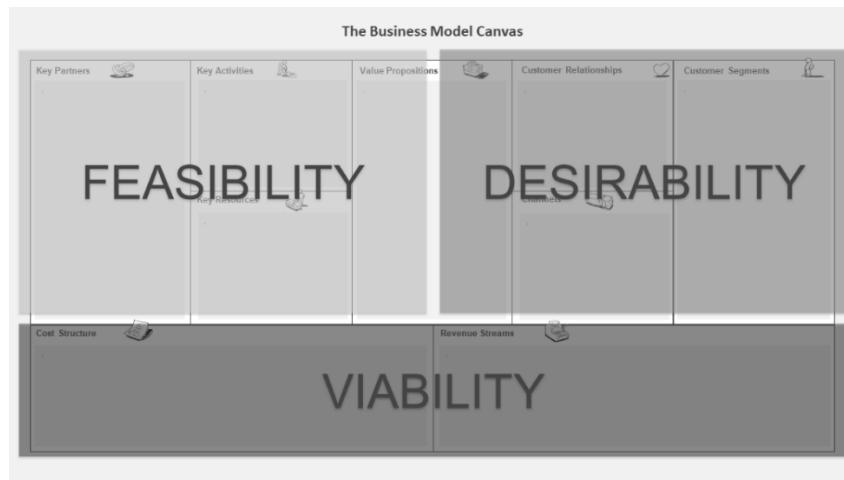 The Business Model Canvas
Key Partners
Key Activities
Value Propositions
Customer Relationships
Customer Segments
FEASIBILITY
DESIRABILITY
Key Resources
Channels
Cost Structure
Revenue Streams
VIABILITY